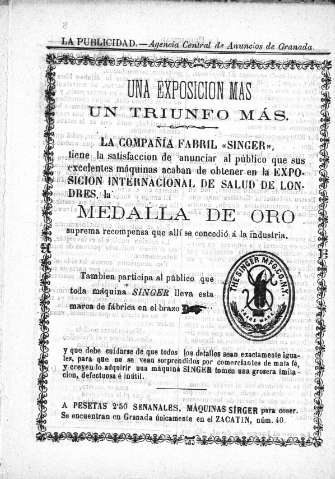 LA PUBLICIDAD.—Agencia Central de Anuncios de Granada.
UNA EXPOSICION MAS
UN TRIUNFO MÁS.
LA COMPAÑÍA FABRIL «SINGER»,
tiene la satisfaccion de anunciar al público que sus
excelentes máquinas acaban de obtener en la EXPO-
SICION INTERNACIONAL DE SALUD DE LON-
DRES, la
MEDALLA DE ORO
suprema recompensa que allí se concedió á la industria.
Tambien participa al público que
toda máquina SINGER lleva esta
marca de fábrica en el brazo
THE SINGER MFG. CO. N.Y.
TRADE MARK
y que debe cuidarse de que todos los detalles sean exactamente igua-
les, para que no se vean sorprendidos por comerciantes de mala fé,
y creyendo adquirir una máquina SINGER tomen una grosera imita-
cion, defectuosa é inútil.
A PESETAS 2'50 SENANALES, MÁQUINAS SÍRGER para coser.
Se encuentran en Granada únicamente en el ZACATIN, núm. 40.